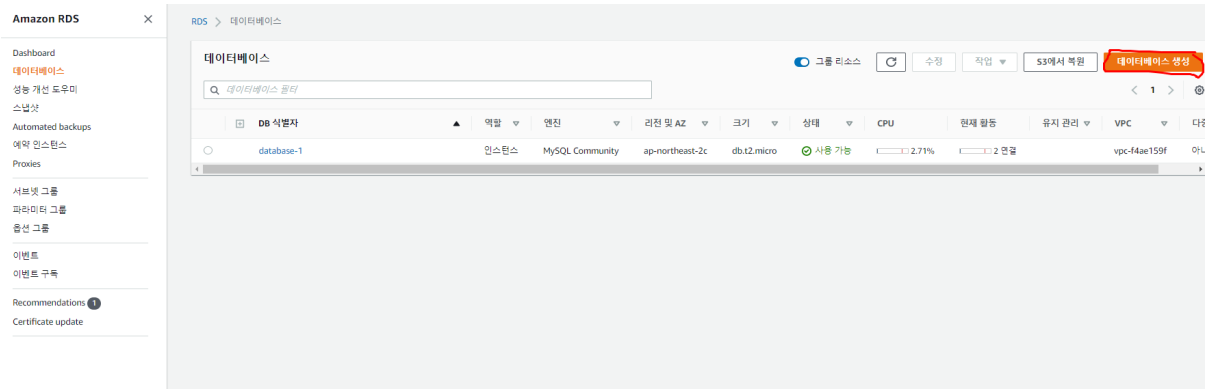 Amazon RDS
Dashboard
데이터베이스
성능 개선 도우미
스냅샷
Automated backups
예약 인스턴스
Proxies
서브넷 그룹
파라미터 그룹
옵션 그룹
이벤트
이벤트 구독
Recommendations 1
Certificate update
RDS > 데이터베이스
데이터베이스 그룹 리소스 수정 작업 S3에서 복원 데이터베이스 생성
데이터베이스 필터 1
DB 식별자 역할 엔진 리전 및 AZ 크기 상태 CPU 현재 활동 유지 관리 VPC 다중
database-1 인스턴스 MySQL Community ap-northeast-2c db.t2.micro 사용 가능 2.71% 2 연결 vpc-f4ae159f 아니